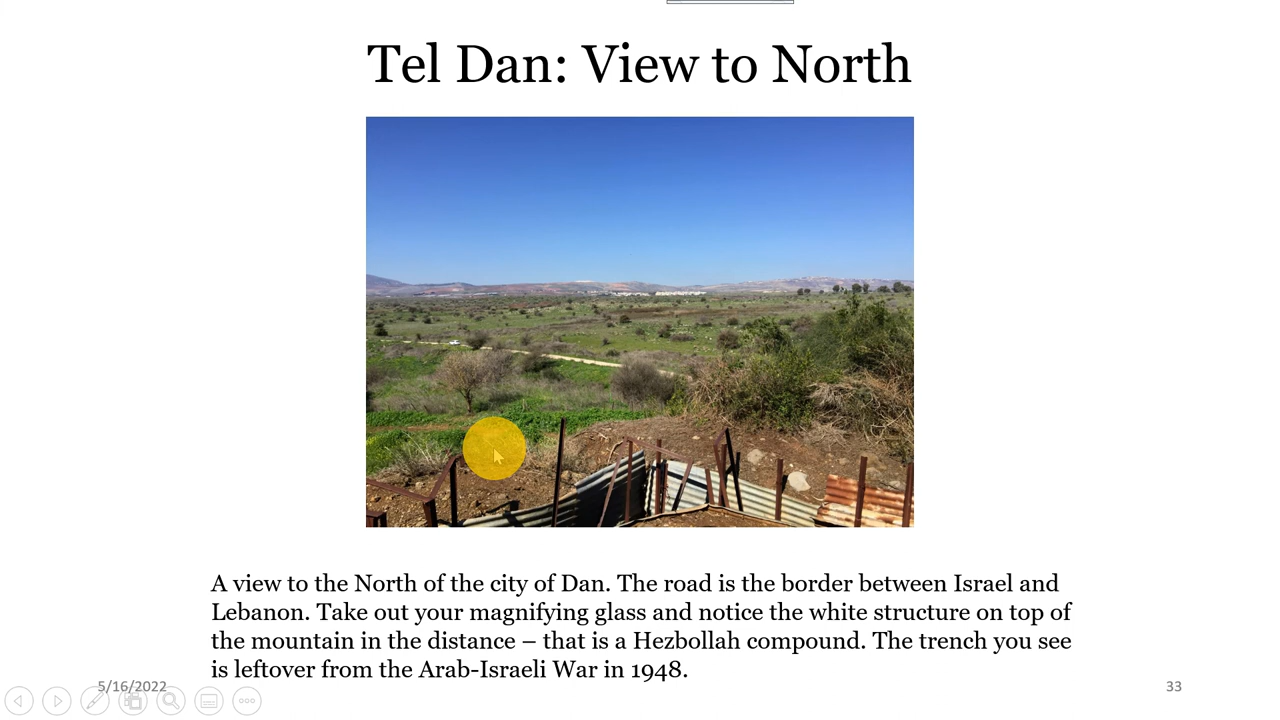 Tel Dan: View to North
A view to the North of the city of Dan. The road is the border between Israel and
Lebanon. Take out your magnifying glass and notice the white structure on top of
the mountain in the distance – that is a Hezbollah compound. The trench you see
is leftover from the Arab-Israeli War in 1948.
5/16/2022
33